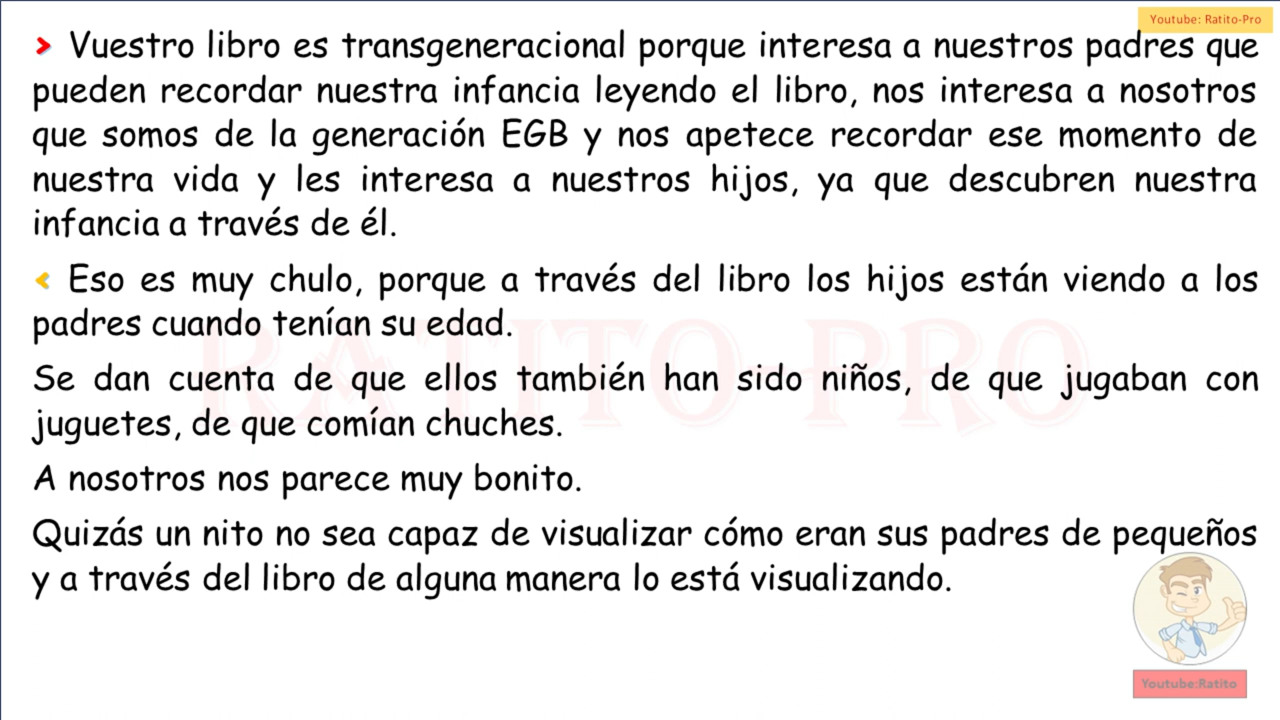 Youtube: Ratito-Pro
> Vuestro libro es transgeneracional porque interesa a nuestros padres que
pueden recordar nuestra infancia leyendo el libro, nos interesa a nosotros
que somos de la generación EGB y nos apetece recordar ese momento de
nuestra vida y les interesa a nuestros hijos, ya que descubren nuestra
infancia a través de él.
< Eso es muy chulo, porque a través del libro los hijos están viendo a los
padres cuando tenían su edad.
RATITO-PRO
Se dan cuenta de que ellos también han sido niños, de que jugaban con
juguetes, de que comían chuches.
A nosotros nos parece muy bonito.
Quizás un nito no sea capaz de visualizar cómo eran sus padres de pequeños
y a través del libro de alguna manera lo está visualizando.
Youtube:Ratito